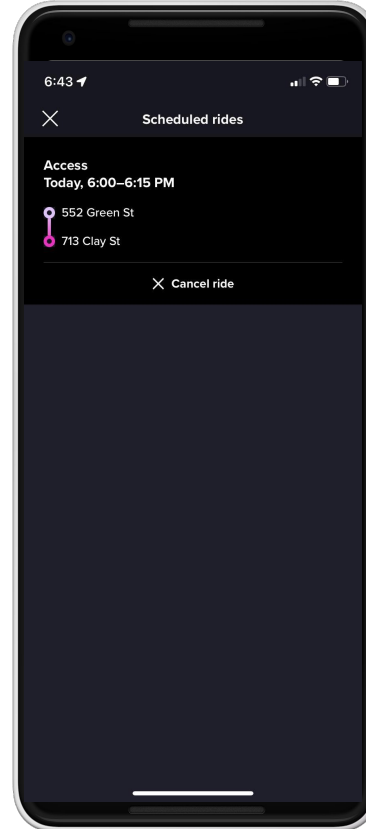 6:43
Scheduled rides
Access
Today, 6:00–6:15 PM
552 Green St
713 Clay St
Cancel ride